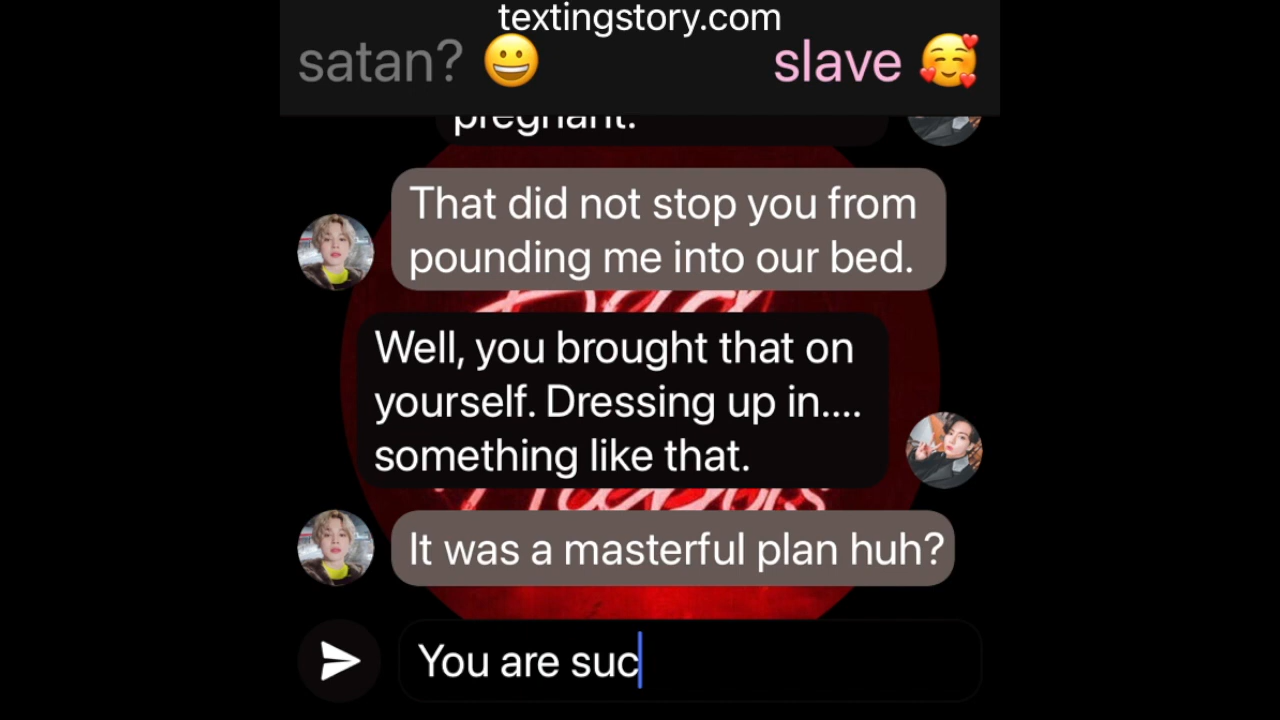 textingstory.com
satan? 😀 slave 🥰
pregnant.
That did not stop you from
pounding me into our bed.
Well, you brought that on
yourself. Dressing up in....
something like that.
It was a masterful plan huh?
You are suc